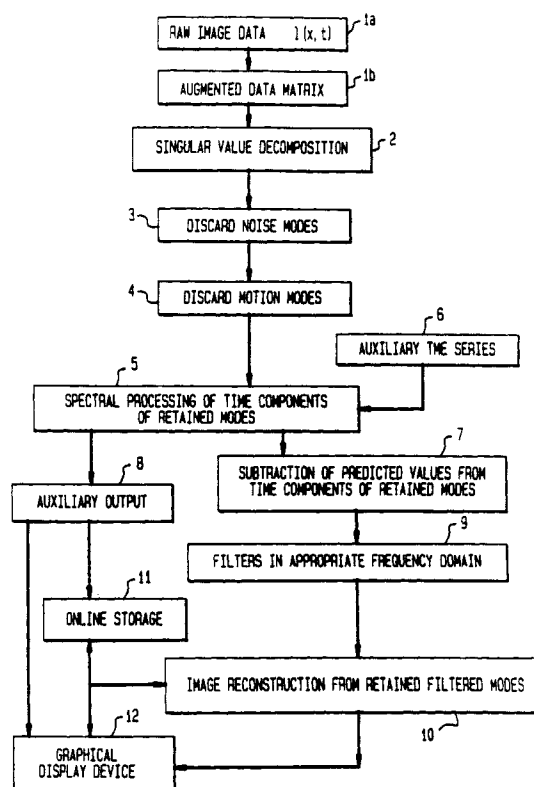 1a
RAW IMAGE DATA I(x, t)
1b
AUGMENTED DATA MATRIX
2
SINGULAR VALUE DECOMPOSITION
3
DISCARD NOISE MODES
4
DISCARD MOTION MODES
6
AUXILIARY TME SERIES
5
SPECTRAL PROCESSING OF TIME COMPONENTS
OF RETAINED MODES
7
SUBTRACTION OF PREDICTED VALUES FROM
TIME COMPONENTS OF RETAINED MODES
8
AUXILIARY OUTPUT
9
FILTERS IN APPROPRIATE FREQUENCY DOMAIN
11
ONLINE STORAGE
IMAGE RECONSTRUCTION FROM RETAINED FILTERED MODES
10
12
GRAPHICAL
DISPLAY DEVICE